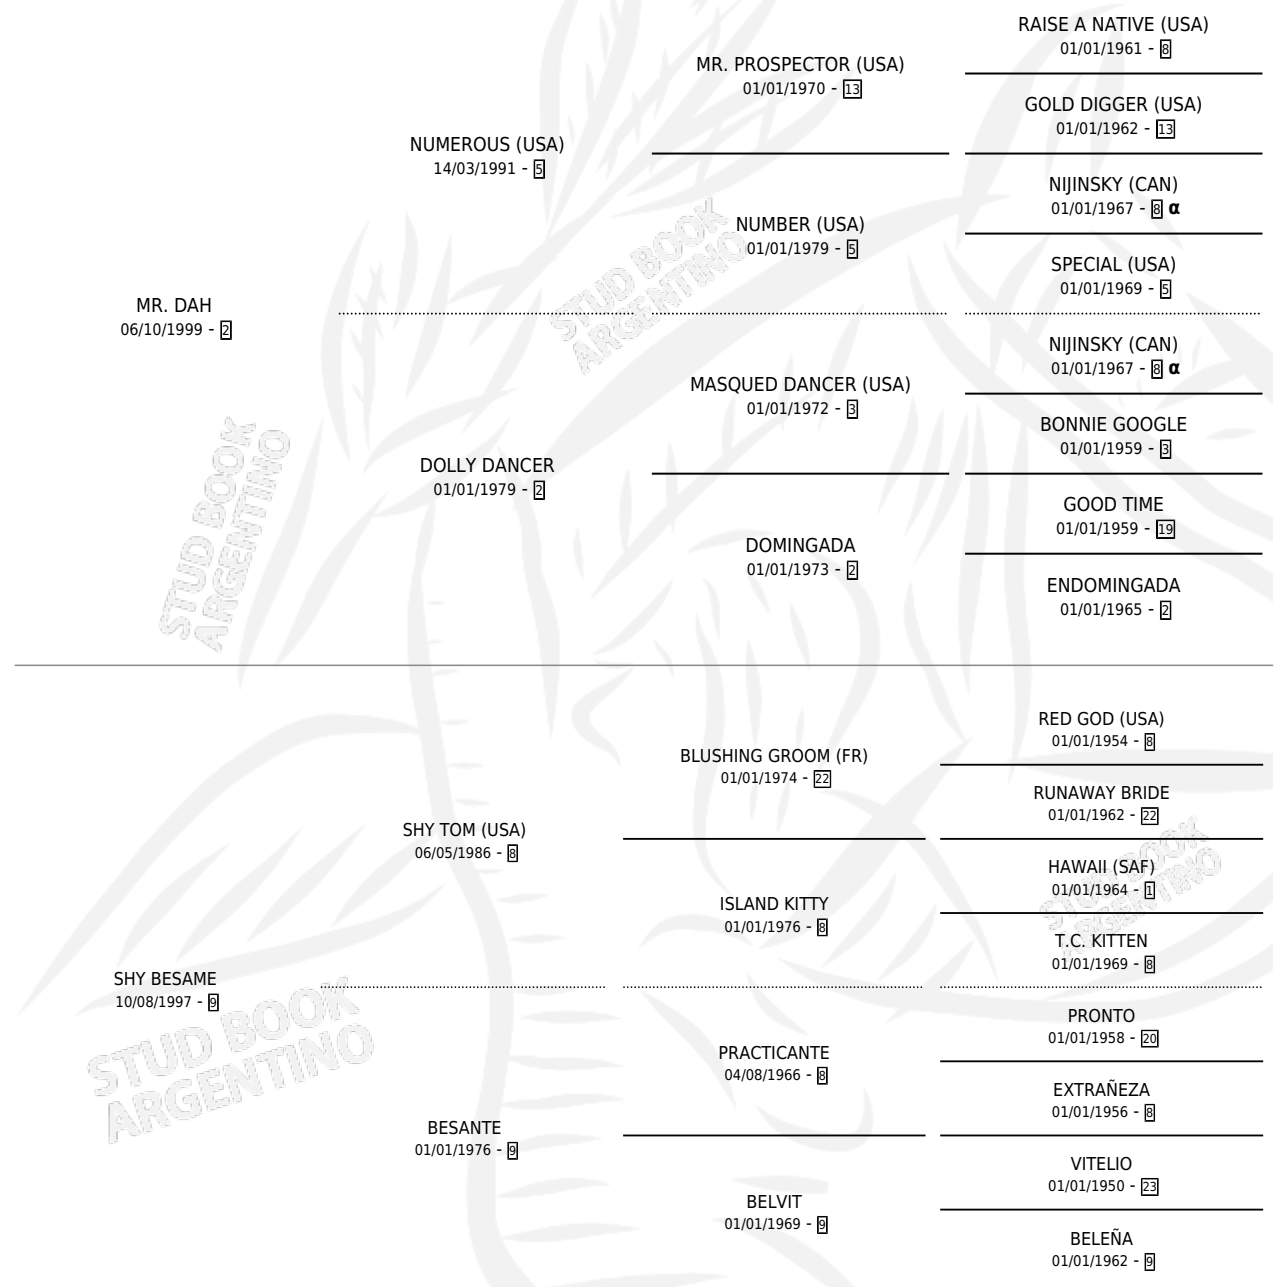 RAISE A NATIVE (USA)
01/01/1961 - 8
MR. PROSPECTOR (USA)
01/01/1970 - 13
GOLD DIGGER (USA)
01/01/1962 - 13
NUMEROUS (USA)
14/03/1991 - 5
NIJINSKY (CAN)
01/01/1967 - 8 α
NUMBER (USA)
01/01/1979 - 5
SPECIAL (USA)
01/01/1969 - 5
MR. DAH
06/10/1999 - 2
NIJINSKY (CAN)
01/01/1967 - 8 α
MASQUED DANCER (USA)
01/01/1972 - 3
BONNIE GOOGLE
01/01/1959 - 3
DOLLY DANCER
01/01/1979 - 2
GOOD TIME
01/01/1959 - 19
DOMINGADA
01/01/1973 - 2
ENDOMINGADA
01/01/1965 - 2
RED GOD (USA)
01/01/1954 - 8
BLUSHING GROOM (FR)
01/01/1974 - 22
RUNAWAY BRIDE
01/01/1962 - 22
SHY TOM (USA)
06/05/1986 - 8
HAWAII (SAF)
01/01/1964 - 1
ISLAND KITTY
01/01/1976 - 8
T.C. KITTEN
01/01/1969 - 8
SHY BESAME
10/08/1997 - 9
PRONTO
01/01/1958 - 20
PRACTICANTE
04/08/1966 - 8
EXTRAÑEZA
01/01/1956 - 8
BESANTE
01/01/1976 - 9
VITELIO
01/01/1950 - 23
BELVIT
01/01/1969 - 9
BELEÑA
01/01/1962 - 9
STUD BOOK
ARGENTINO
STUD BOOK
ARGENTINO
STUD BOOK
ARGENTINO
STUD BOOK
ARGENTINO